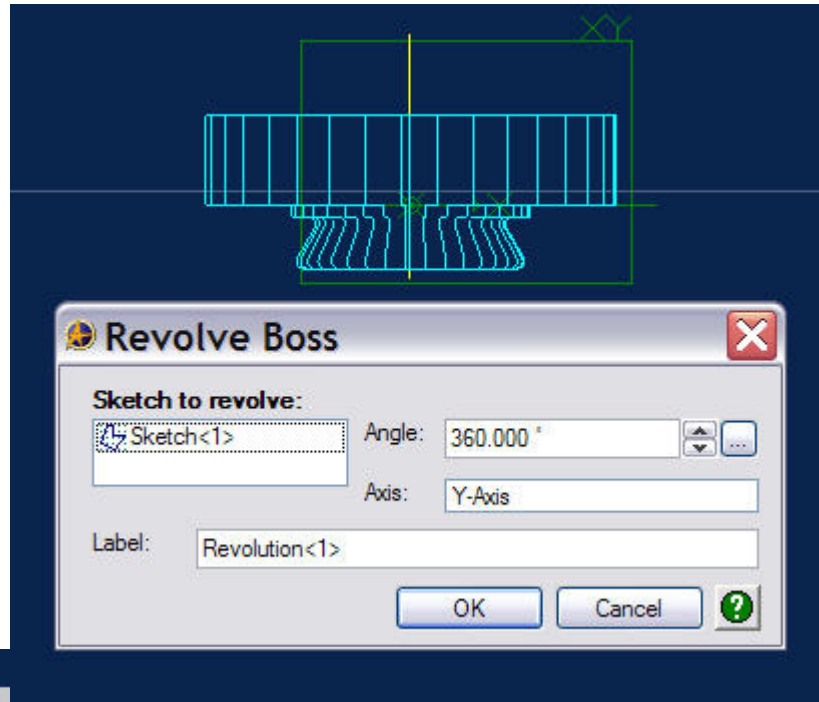 XY
X
Revolve Boss
Sketch to revolve:
Sketch<1>
Angle:
360.000 °
...
Axis:
Y-Axis
Label:
Revolution<1>
OK
Cancel
?